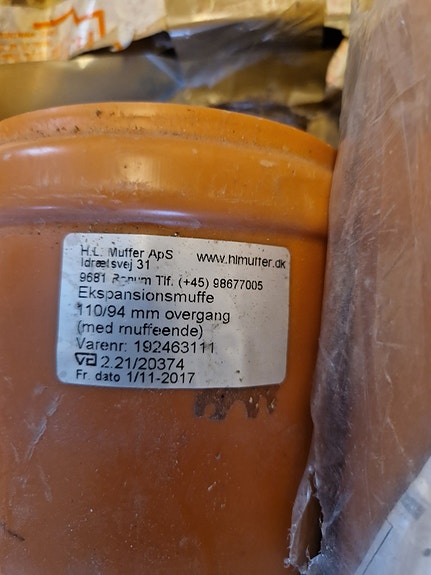 H.L. Muffer ApS www.hlmuffer.dk
Idrætsvej 31
9681 Ranum Tlf. (+45) 98677005
Ekspansionsmuffe
110/94 mm overgang
(med muffeende)
Varenr: 192463111
VA 2.21/20374
Fr. dato 1/11-2017